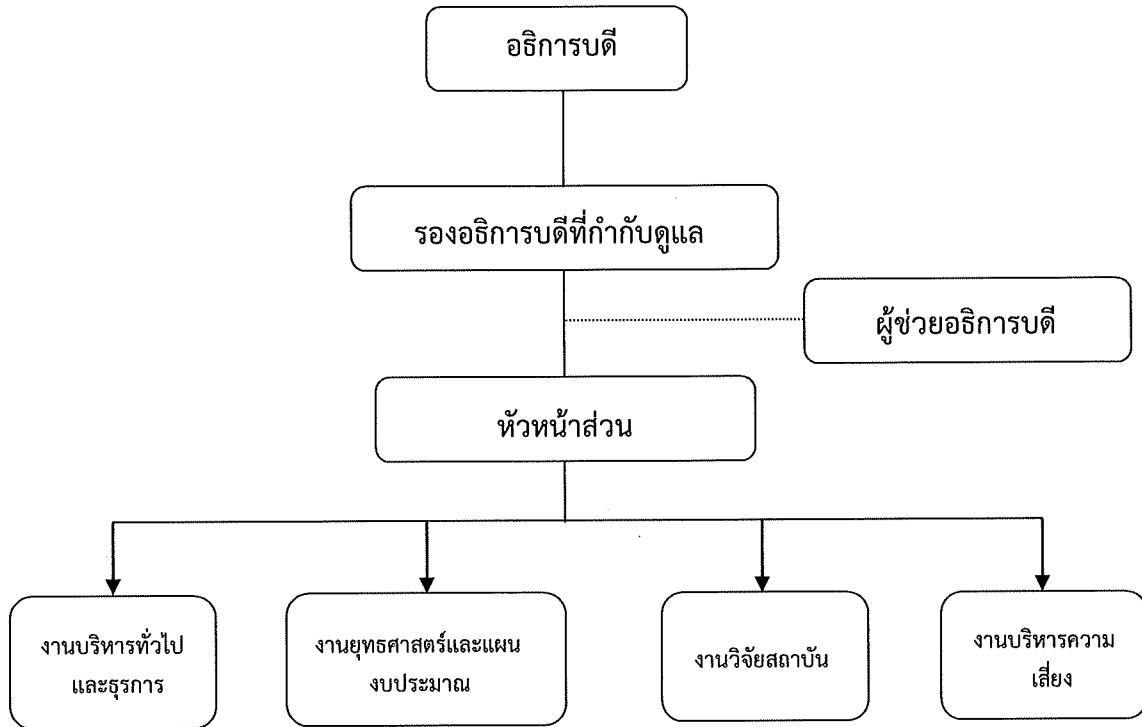 อธิการบดี
รองอธิการบดีที่กำกับดูแล
ผู้ช่วยอธิการบดี
หัวหน้าส่วน
งานบริหารทั่วไป
และธุรการ
งานยุทธศาสตร์และแผน
งบประมาณ
งานวิจัยสถาบัน
งานบริหารความ
เสี่ยง